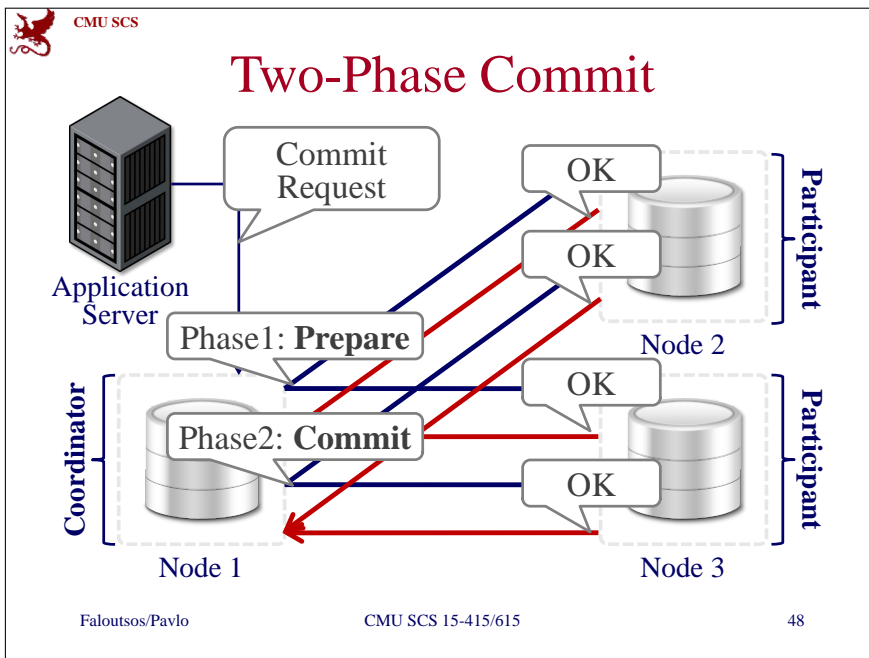 CMU SCS
Two-Phase Commit
Commit
Request
OK
OK
Participant
Application
Server
Node 2
Phase1: Prepare
OK
Phase2: Commit
OK
Coordinator
Participant
Node 1
Node 3
Faloutsos/Pavlo
CMU SCS 15-415/615
48